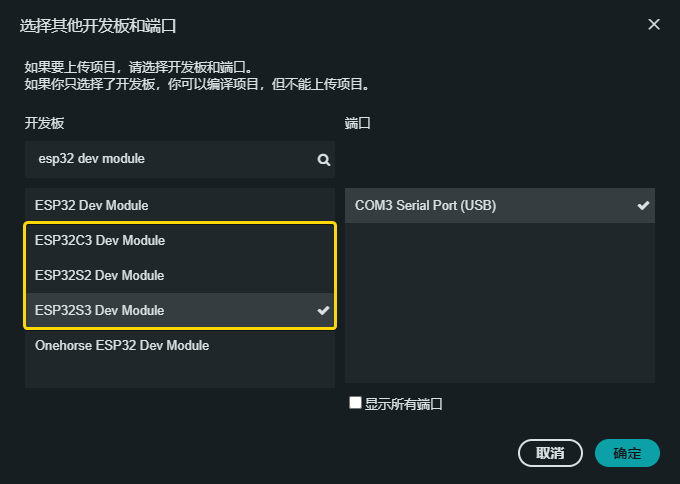 选择其他开发板和端口
如果要上传项目，请选择开发板和端口。
如果你只选择了开发板，你可以编译项目，但不能上传项目。
开发板
端口
esp32 dev module
ESP32 Dev Module
ESP32C3 Dev Module
ESP32S2 Dev Module
ESP32S3 Dev Module
Onehorse ESP32 Dev Module
COM3 Serial Port (USB)
显示所有端口
取消
确定